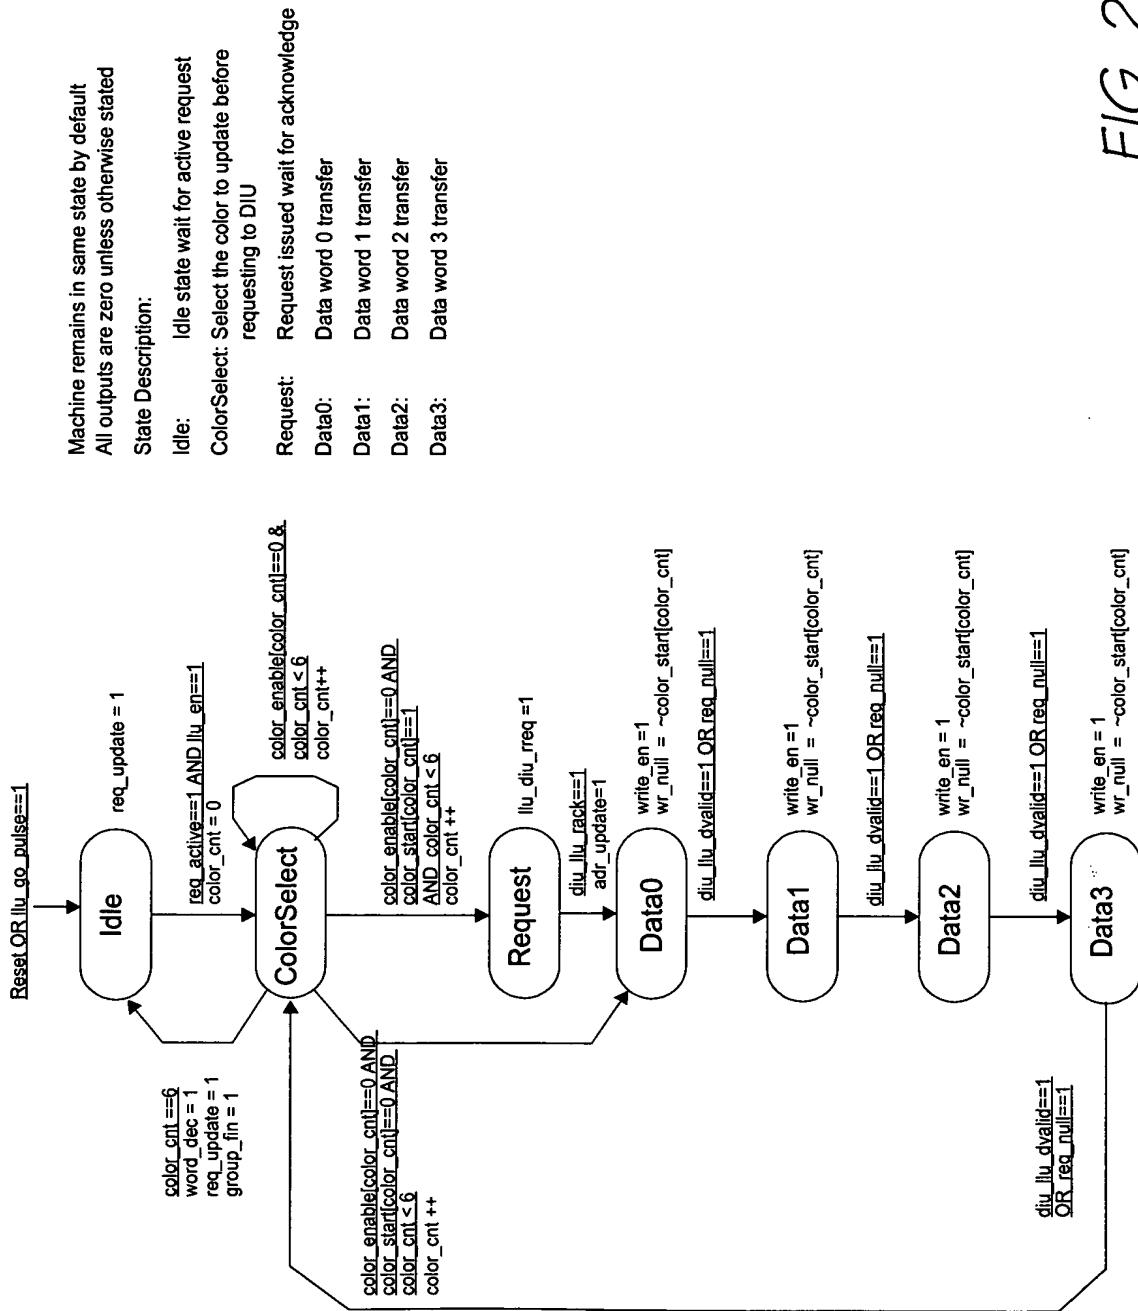 Reset OR llu_go_pulse==1
Idle
req_update = 1
req_active==1 AND llu_en==1
color_cnt = 0
color_cnt ==6
word_dec = 1
req_update = 1
group_fin = 1
ColorSelect
color_enable[color_cnt]==0 &
color_cnt < 6
color_cnt++
color_enable[color_cnt]==0 AND
color_start[color_cnt]==1
AND color_cnt < 6
color_cnt ++
color_enable[color_cnt]==0 AND
color_start[color_cnt]==0 AND
color_cnt < 6
color_cnt ++
Request
llu_diu_rreq =1
diu_llu_rack==1
adr_update=1
Data0
write_en =1
wr_null = ~color_start[color_cnt]
diu_llu_dvalid==1 OR req_null==1
Data1
write_en =1
wr_null = ~color_start[color_cnt]
diu_llu_dvalid==1 OR req_null==1
Data2
write_en = 1
wr_null = ~color_start[color_cnt]
diu_llu_dvalid==1 OR req_null==1
Data3
write_en = 1
wr_null = ~color_start[color_cnt]
diu_llu_dvalid==1
OR req_null==1
Machine remains in same state by default
All outputs are zero unless otherwise stated
State Description:
Idle: Idle state wait for active request
ColorSelect: Select the color to update before
requesting to DIU
Request: Request issued wait for acknowledge
Data0: Data word 0 transfer
Data1: Data word 1 transfer
Data2: Data word 2 transfer
Data3: Data word 3 transfer
FIG. 2